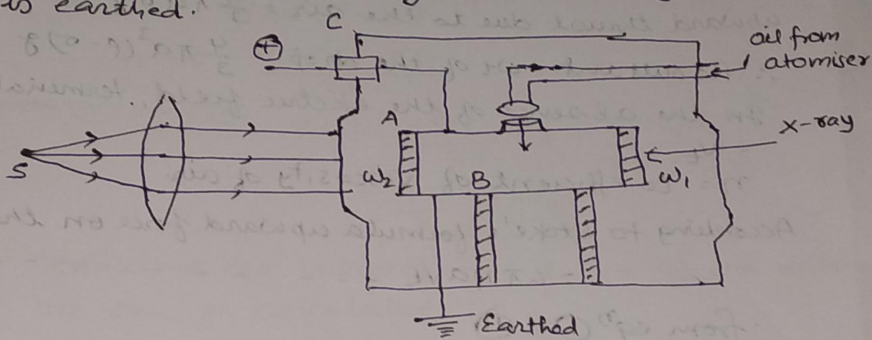 is earthed.
C
⊕
oil from
atomiser
A
X-ray
S
W₂
B
W₁
Earthed